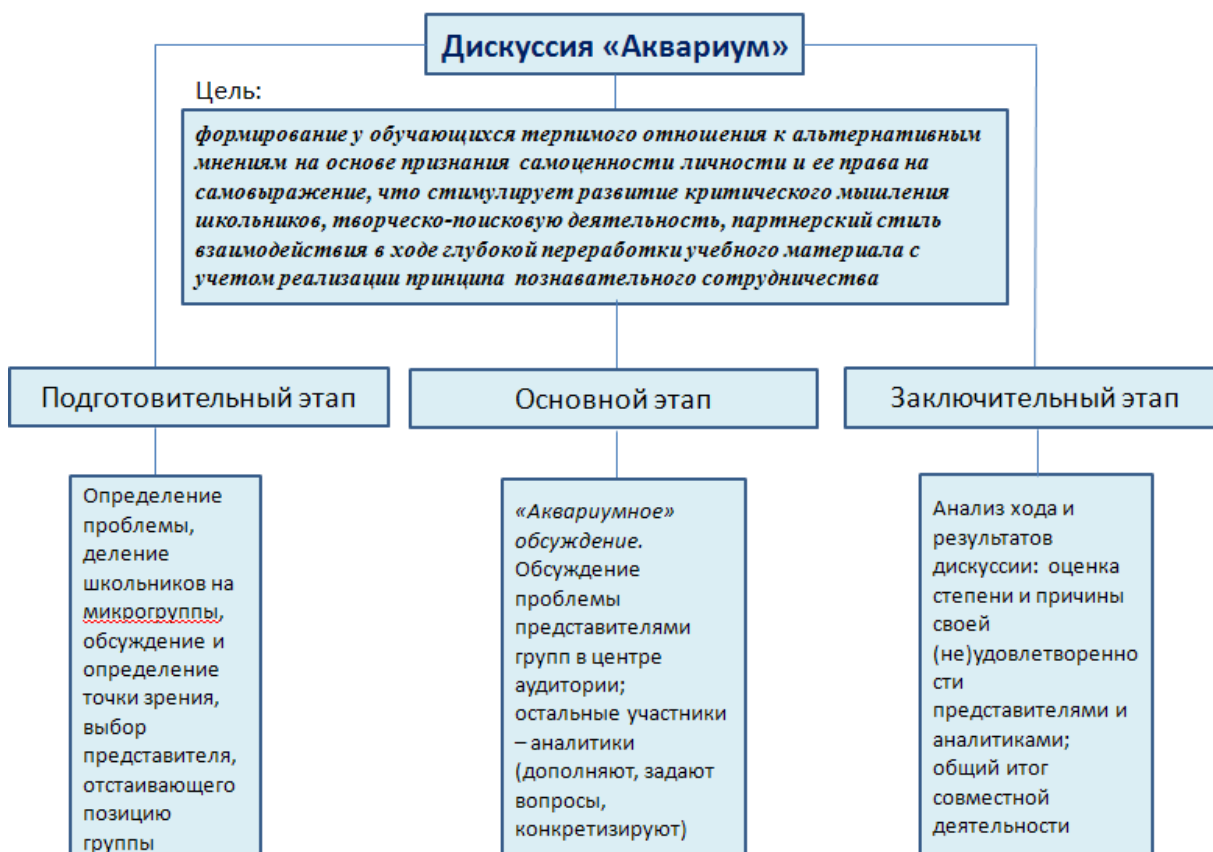 Дискуссия «Аквариум»
Цель:
формирование у обучающихся терпимого отношения к альтернативным
мнениям на основе признания самоценности личности и ее права на
самовыражение, что стимулирует развитие критического мышления
школьников, творческо-поисковую деятельность, партнерский стиль
взаимодействия в ходе глубокой переработки учебного материала с
учетом реализации принципа познавательного сотрудничества
Подготовительный этап
Основной этап
Заключительный этап
Определение
проблемы,
деление
школьников на
микрогруппы,
обсуждение и
определение
точки зрения,
выбор
представителя,
отстаивающего
позицию
группы
«Аквариумное»
обсуждение.
Обсуждение
проблемы
представителями
групп в центре
аудитории;
остальные участники
– аналитики
(дополняют, задают
вопросы,
конкретизируют)
Анализ хода и
результатов
дискуссии: оценка
степени и причины
своей
(не)удовлетворенно
сти
представителями и
аналитиками;
общий итог
совместной
деятельности